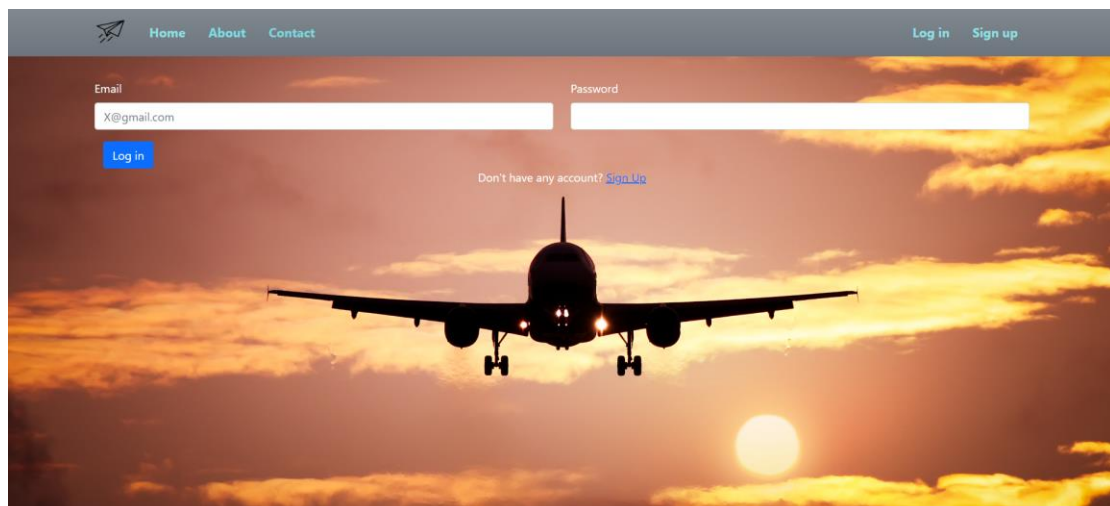 Home About Contact Log in Sign up
Email Password
X@gmail.com
Log in
Don't have any account? Sign Up